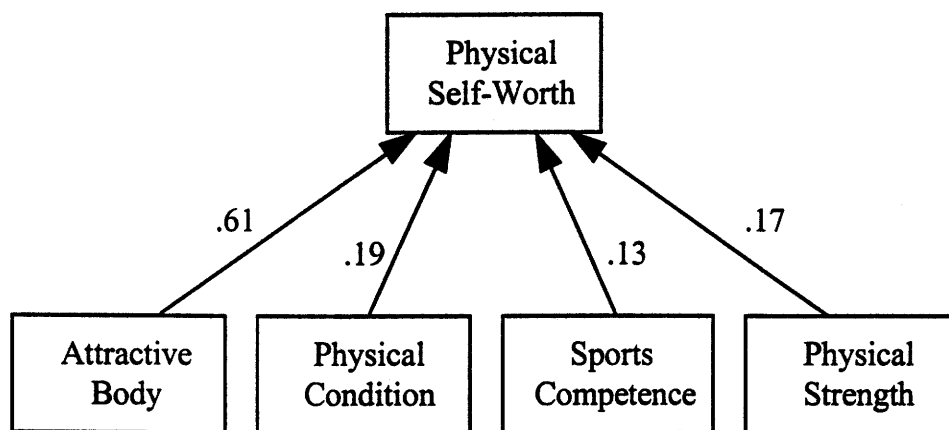 Physical
Self-Worth
.61
.19
.13
.17
Attractive
Body
Physical
Condition
Sports
Competence
Physical
Strength